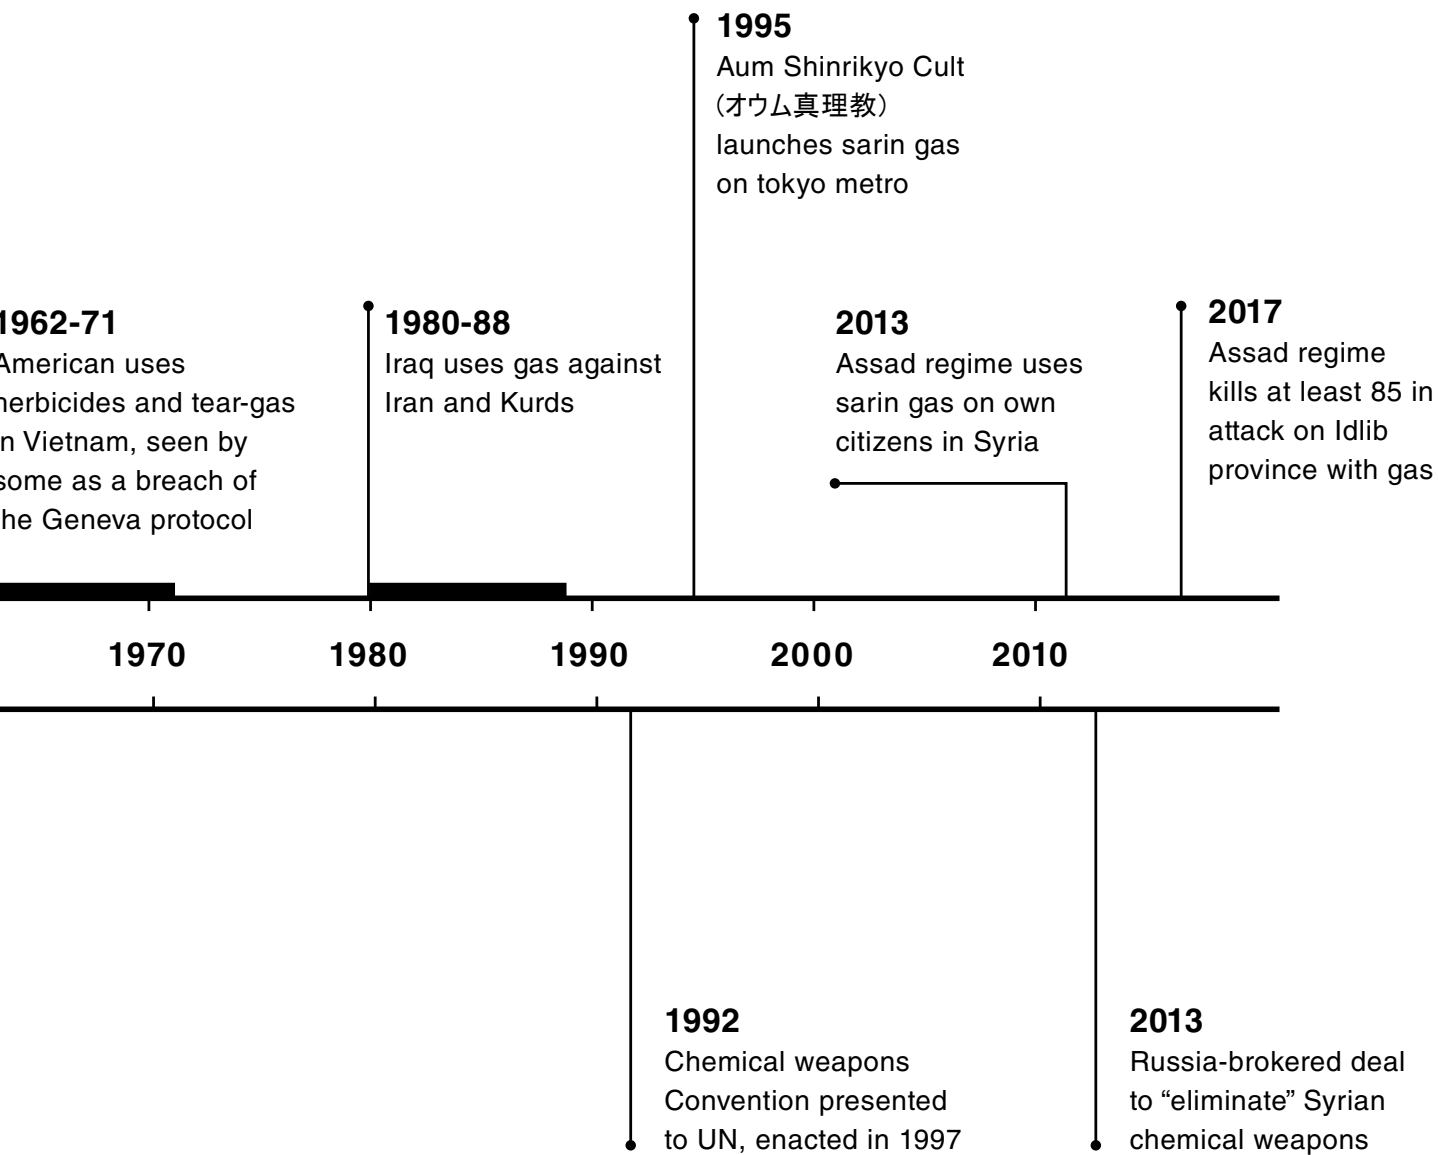 1995
Aum Shinrikyo Cult
(オウム真理教)
launches sarin gas
on tokyo metro
1962-71
American uses
herbicides and tear-gas
in Vietnam, seen by
some as a breach of
the Geneva protocol
1980-88
Iraq uses gas against
Iran and Kurds
2013
Assad regime uses
sarin gas on own
citizens in Syria
2017
Assad regime
kills at least 85 in
attack on Idlib
province with gas
1970 1980 1990 2000 2010
1992
Chemical weapons
Convention presented
to UN, enacted in 1997
2013
Russia-brokered deal
to “eliminate” Syrian
chemical weapons